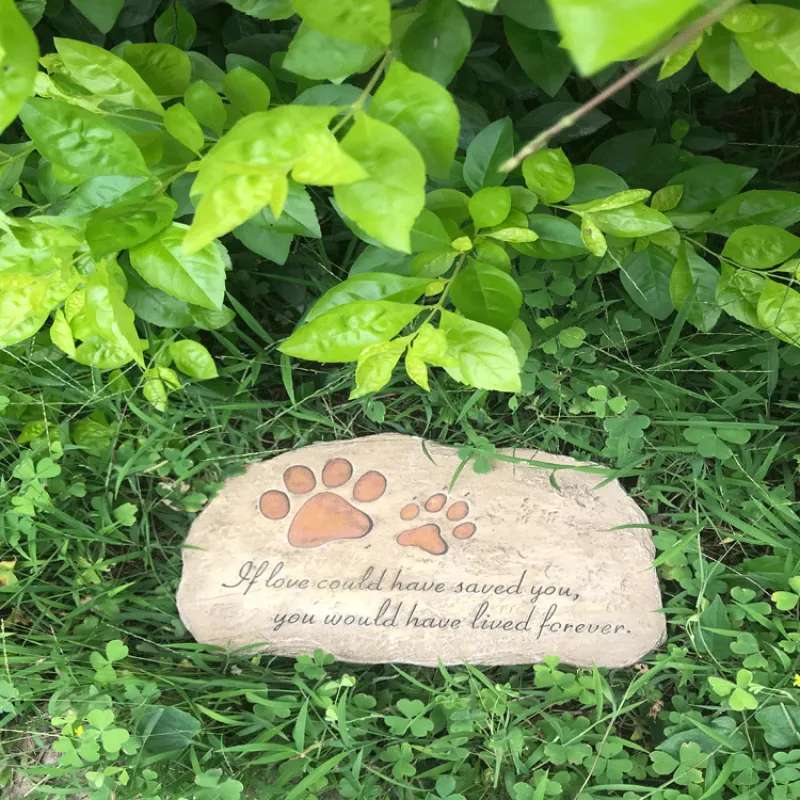 If love could have saved you,
you would have lived forever.